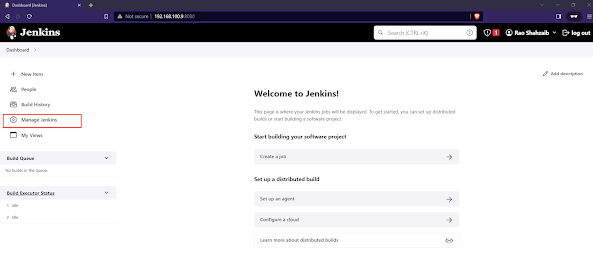 Dashboard [Jenkins]
Not secure | 192.168.100.9:8080
Jenkins
Search (CTRL+K)
1
Rao Shahzaib
log out
Dashboard
New Item
People
Build History
Manage Jenkins
My Views
Build Queue
No builds in the queue.
Build Executor Status
1 Idle
2 Idle
Add description
Welcome to Jenkins!
This page is where your Jenkins jobs will be displayed. To get started, you can set up distributed
builds or start building a software project.
Start building your software project
Create a job
Set up a distributed build
Set up an agent
Configure a cloud
Learn more about distributed builds